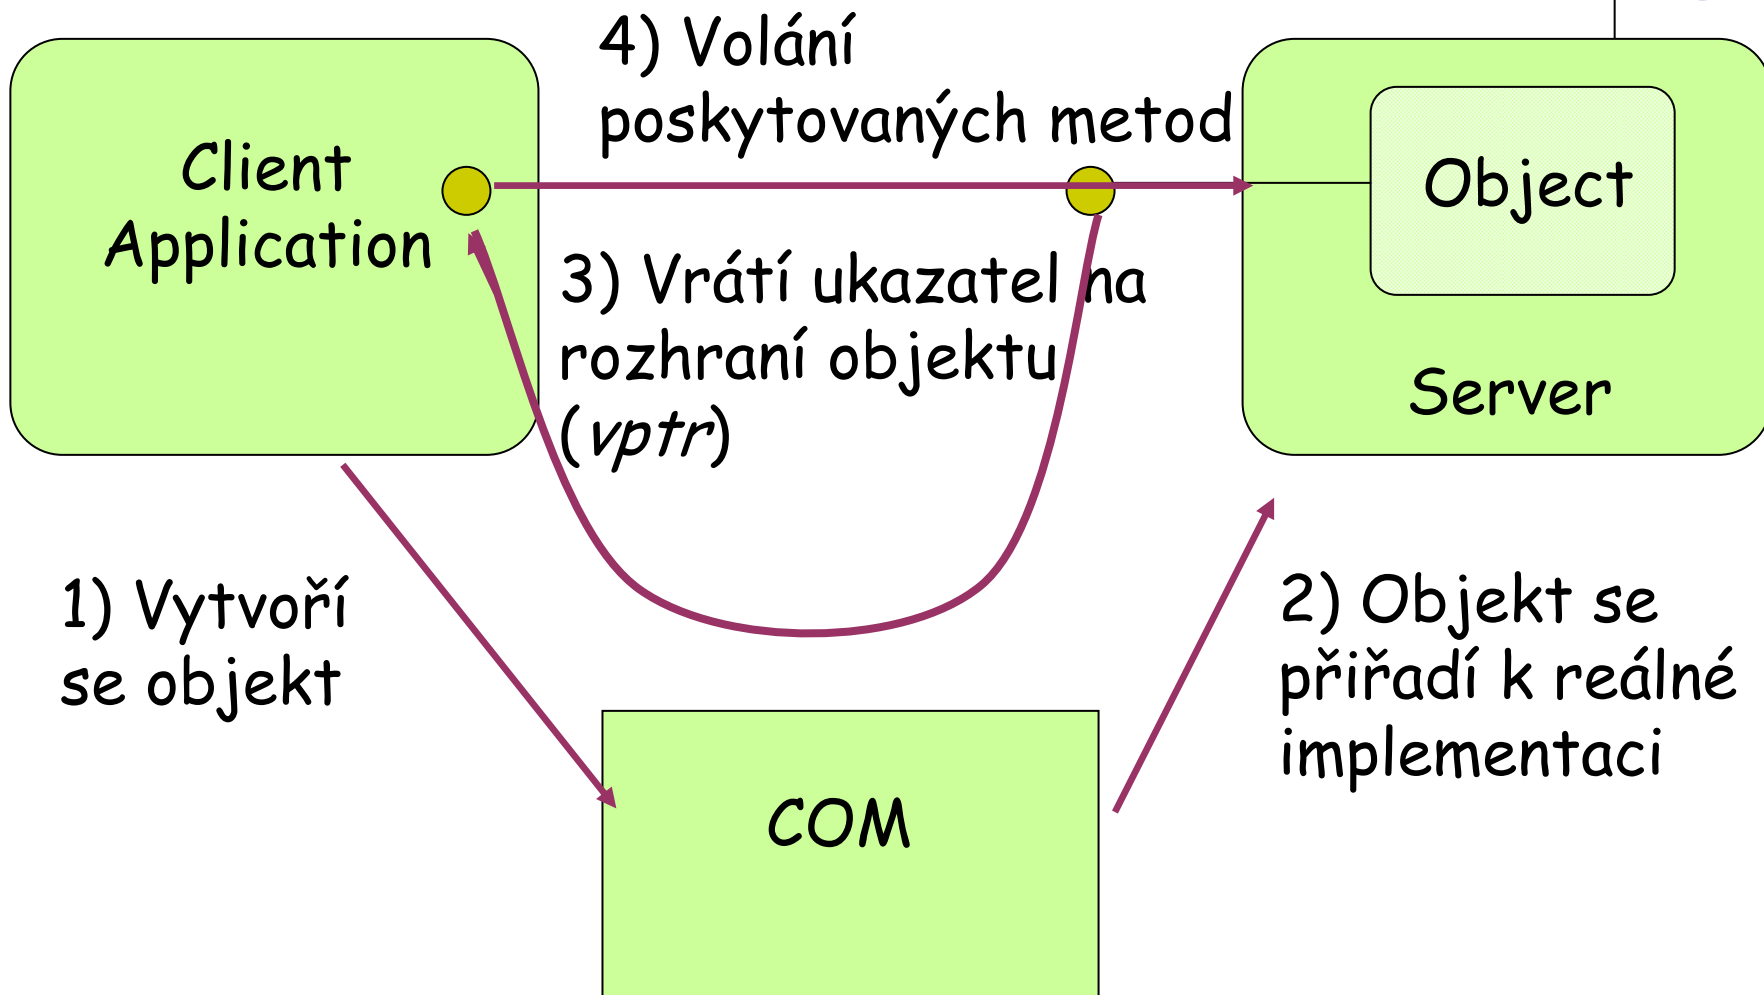 4) Volání
poskytovaných metod
Client
Application
Object
3) Vrátí ukazatel na
rozhraní objektu
(vptr)
Server
1) Vytvoří
se objekt
2) Objekt se
přiřadí k reálné
implementaci
COM